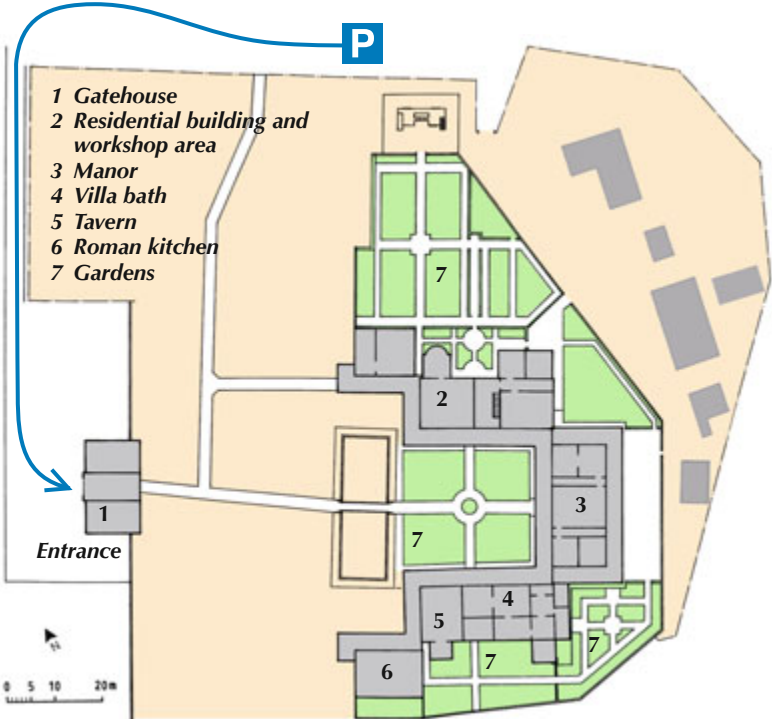 P
1 Gatehouse
2 Residential building and
workshop area
3 Manor
4 Villa bath
5 Tavern
6 Roman kitchen
7 Gardens
7
2
3
1
7
Entrance
4
5
7
7
6
N
0 5 10 20m